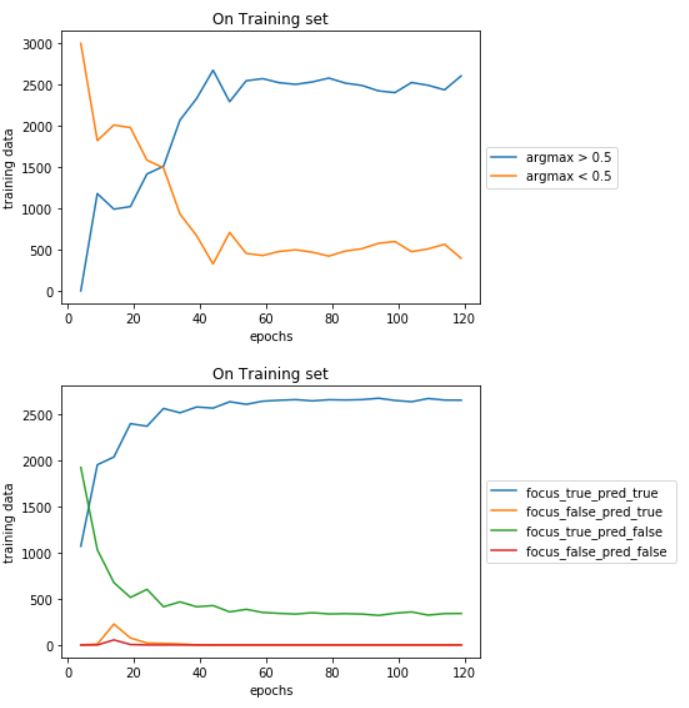 On Training set
3000
2500
2000
1500
1000
500
0
training data
0 20 40 60 80 100 120
epochs
argmax > 0.5
argmax < 0.5
On Training set
2500
2000
1500
1000
500
0
training data
0 20 40 60 80 100 120
epochs
focus_true_pred_true
focus_false_pred_true
focus_true_pred_false
focus_false_pred_false